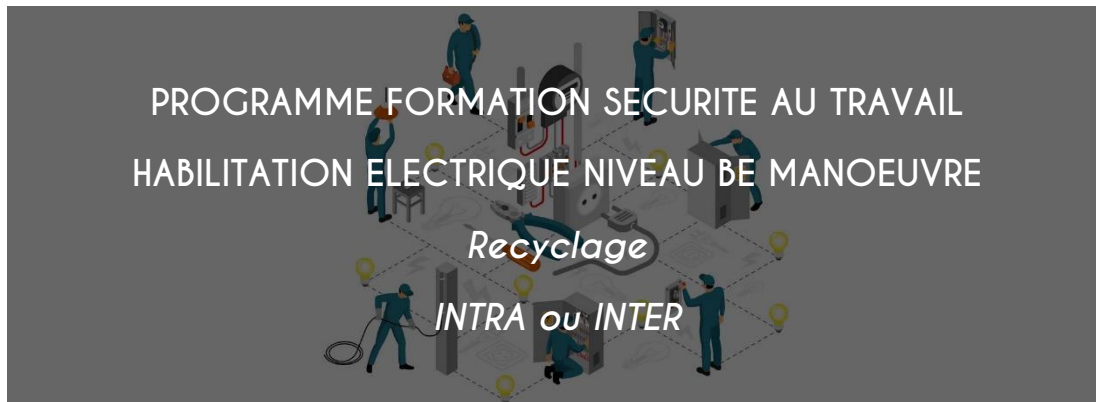 PROGRAMME FORMATION SECURITE AU TRAVAIL
HABILITATION ELECTRIQUE NIVEAU BE MANOEUVRE
Recyclage
INTRA ou INTER